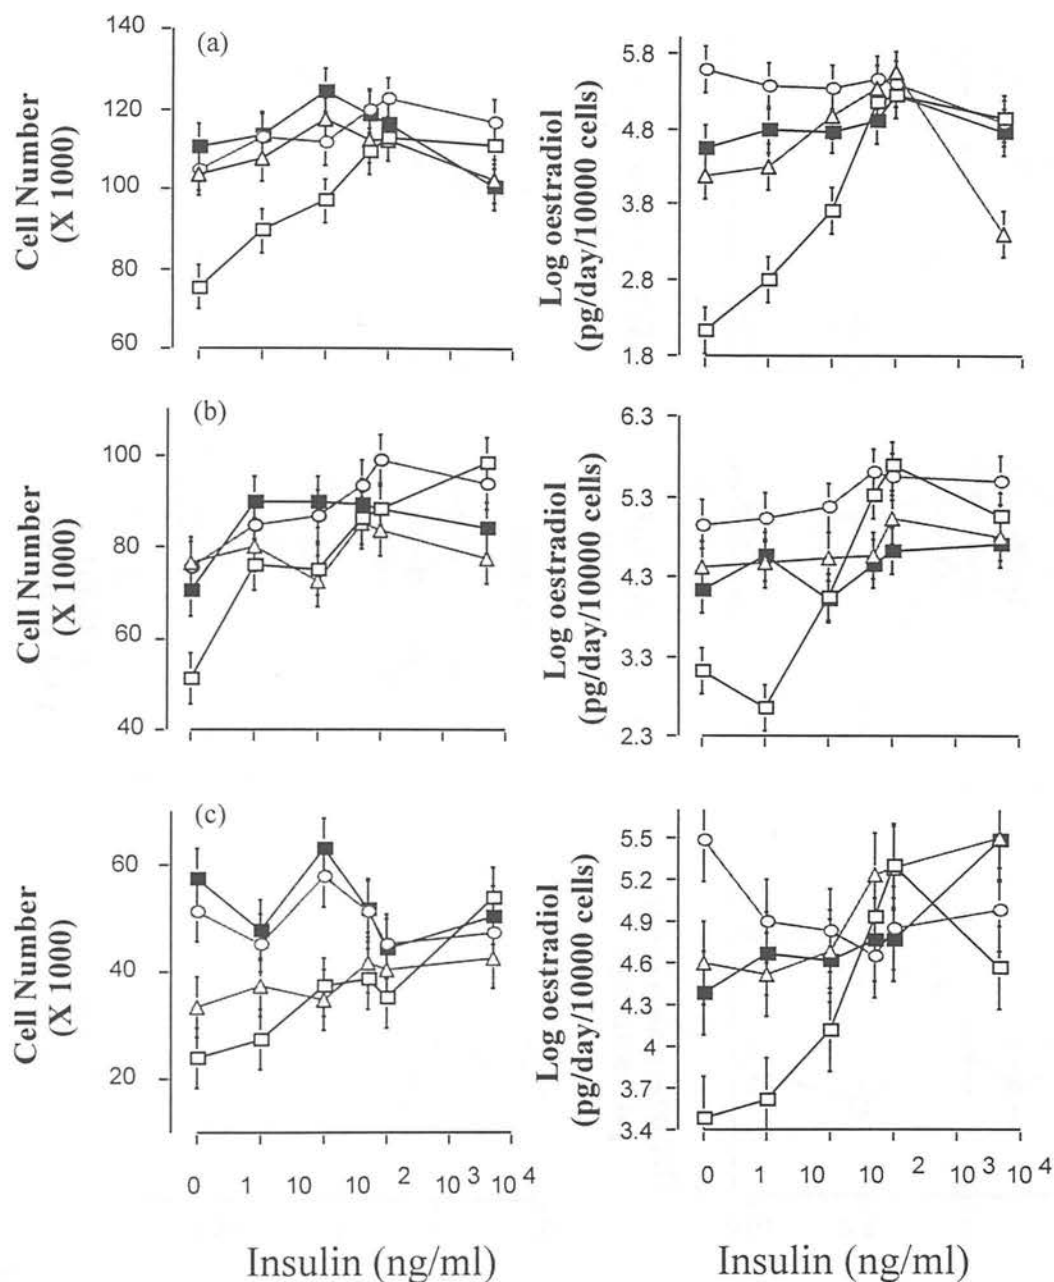 (a)
140
120
100
80
60
Cell Number
(X 1000)
5.8
4.8
3.8
2.8
1.8
Log oestradiol
(pg/day/10000 cells)
(b)
100
80
60
40
Cell Number
(X 1000)
6.3
5.3
4.3
3.3
2.3
Log oestradiol
(pg/day/10000 cells)
(c)
60
40
20
Cell Number
(X 1000)
5.5
5.2
4.9
4.6
4.3
4
3.7
3.4
Log oestradiol
(pg/day/10000 cells)
0 1 10 10 2 10 3 10 4
0 1 10 10 2 10 3 10 4
Insulin (ng/ml)
Insulin (ng/ml)